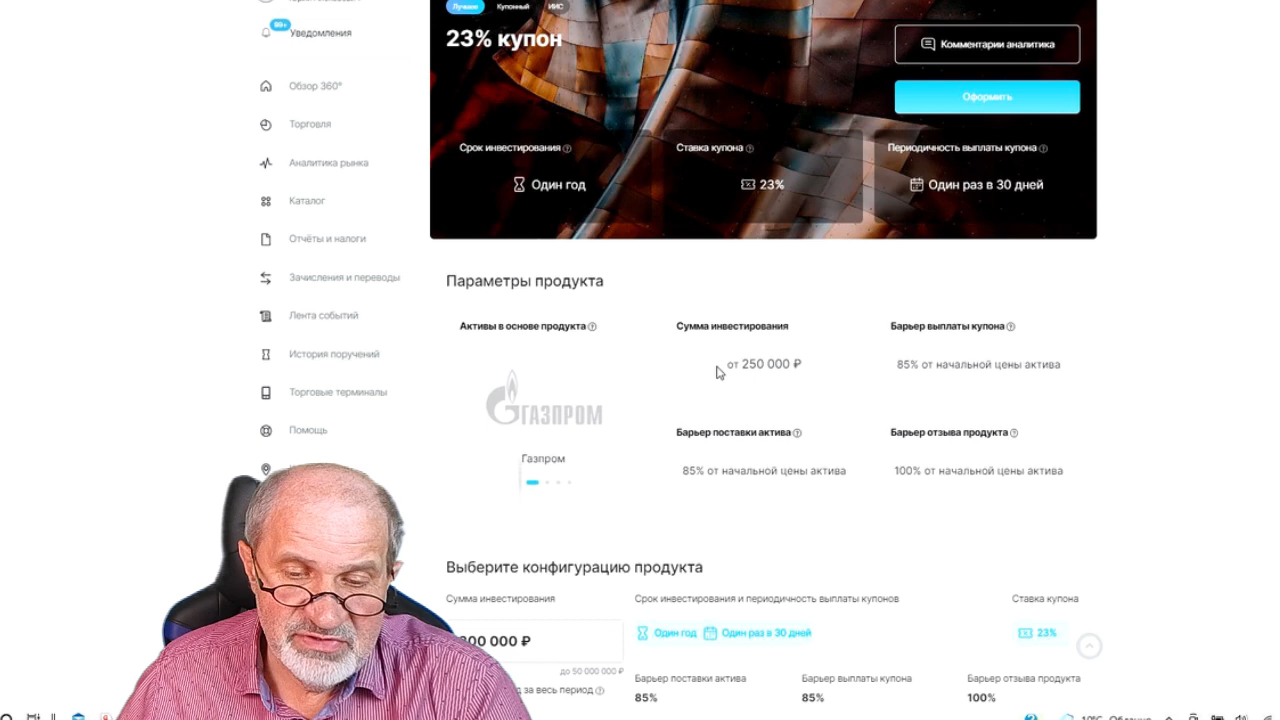 99+
Уведомления
Обзор 360°
Торговля
Аналитика рынка
Каталог
Отчёты и налоги
Зачисления и переводы
Лента событий
История поручений
Торговые терминалы
Помощь
Лучшее Купонный ИИС
23% купон
Комментарии аналитика
Оформить
Срок инвестирования Ставка купона Периодичность выплаты купона
Один год 23% Один раз в 30 дней
Параметры продукта
Активы в основе продукта Сумма инвестирования Барьер выплаты купона
от 250 000 ₽ 85% от начальной цены актива
ГАЗПРОМ
Барьер поставки актива Барьер отзыва продукта
Газпром
85% от начальной цены актива 100% от начальной цены актива
Выберите конфигурацию продукта
Сумма инвестирования Срок инвестирования и периодичность выплаты купонов Ставка купона
300 000 ₽ Один год Один раз в 30 дней 23%
до 50 000 000 ₽
за весь период Барьер поставки актива Барьер выплаты купона Барьер отзыва продукта
85% 85% 100%
10°C